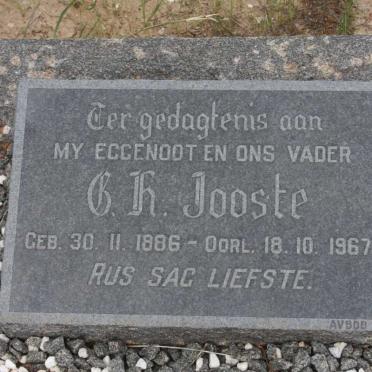 Ter gedagtenis aan
MY EGGENOOT EN ONS VADER
G. H. Jooste
GEB. 30. 11. 1886 - OORL. 18. 10. 1967
RUS SAG LIEFSTE.
AVBOB